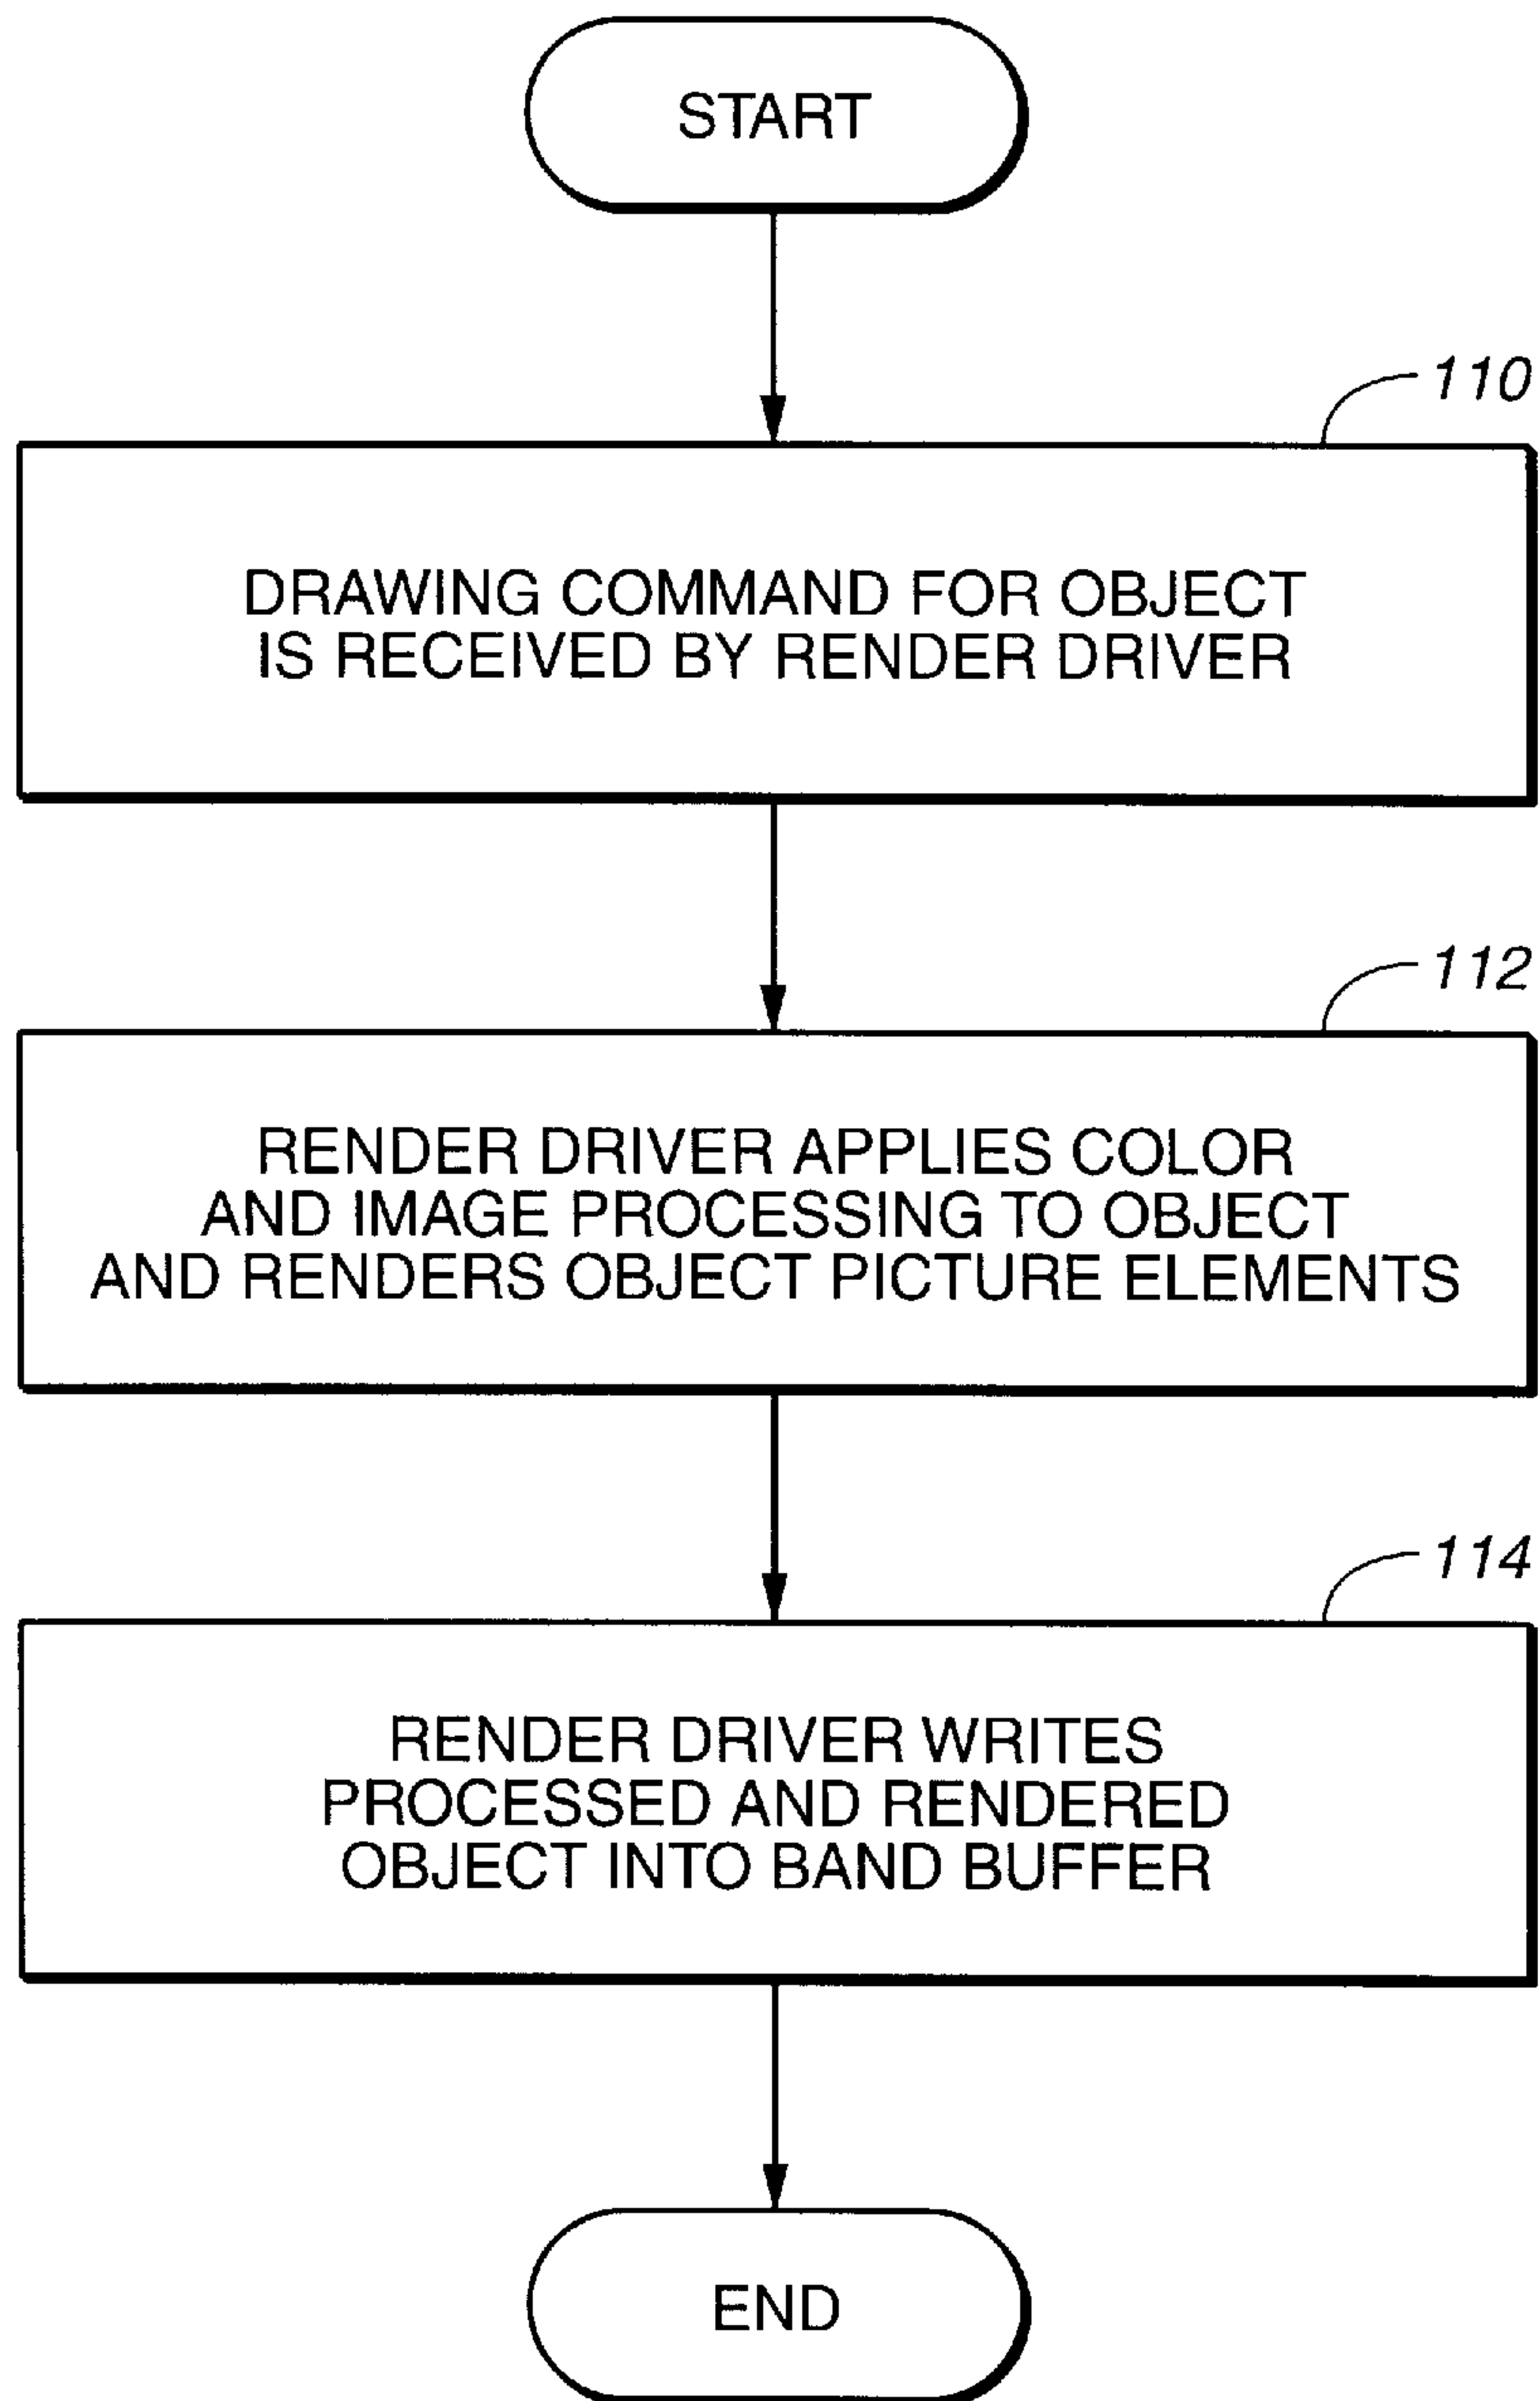 START
110
DRAWING COMMAND FOR OBJECT
IS RECEIVED BY RENDER DRIVER
112
RENDER DRIVER APPLIES COLOR
AND IMAGE PROCESSING TO OBJECT
AND RENDERS OBJECT PICTURE ELEMENTS
114
RENDER DRIVER WRITES
PROCESSED AND RENDERED
OBJECT INTO BAND BUFFER
END